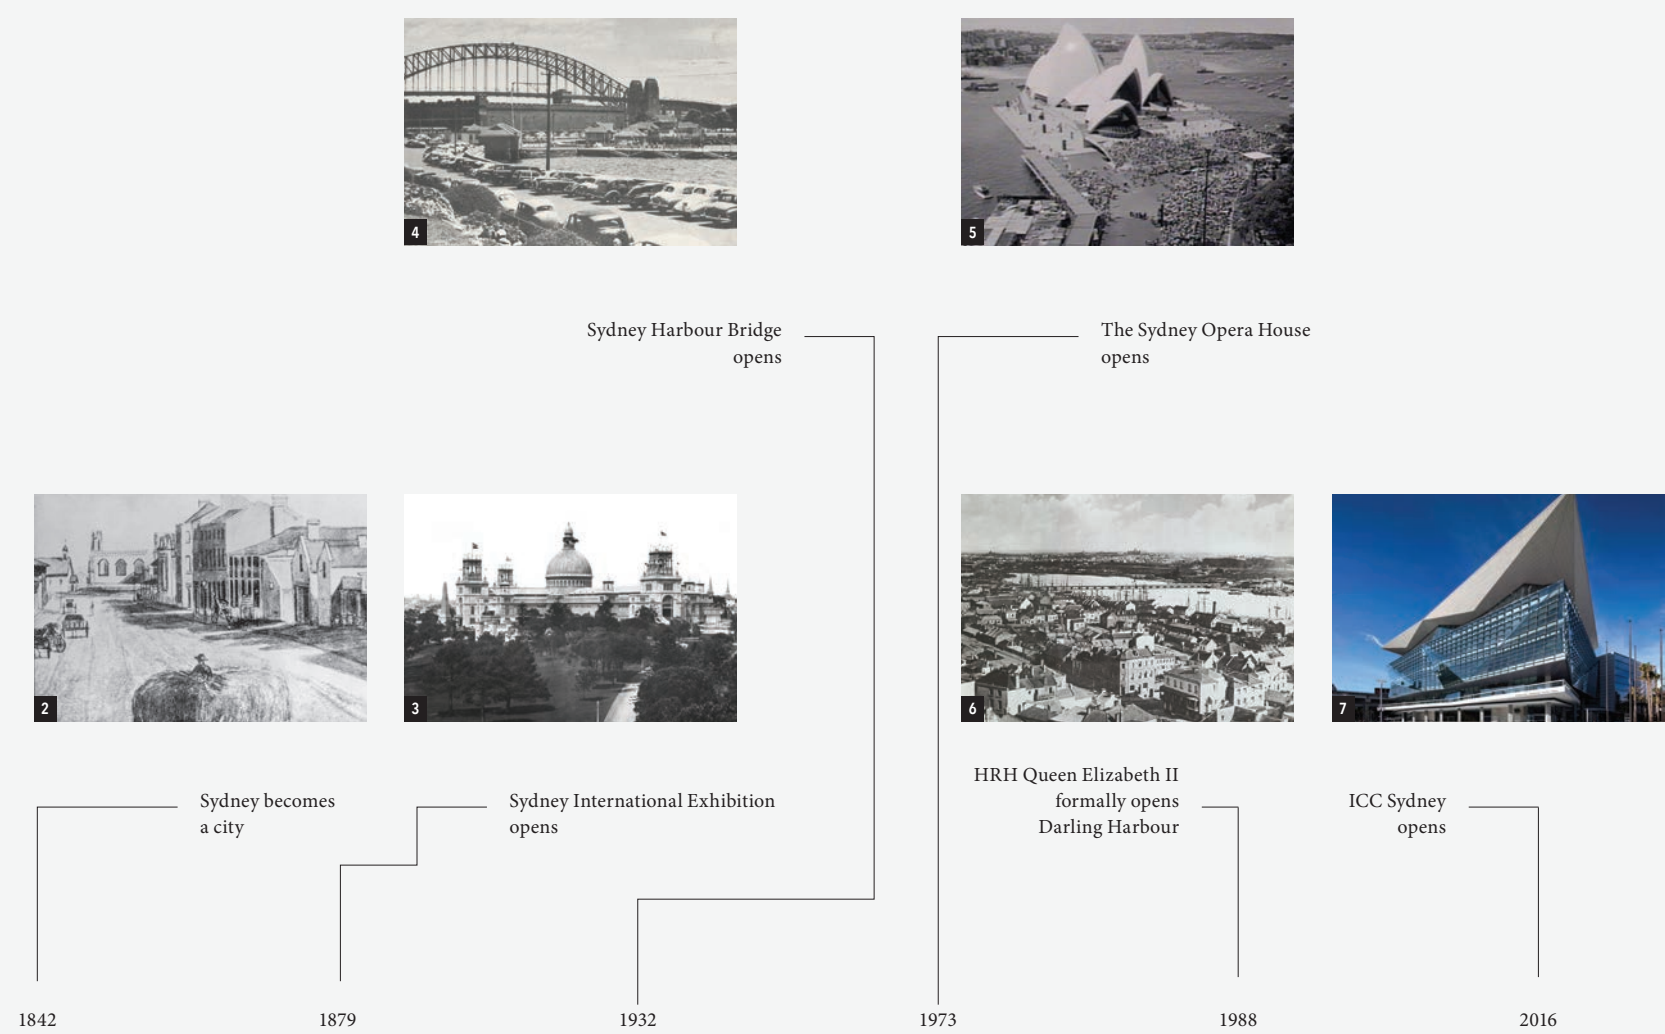 4
5
Sydney Harbour Bridge
opens
The Sydney Opera House
opens
2
3
6
7
Sydney becomes
a city
Sydney International Exhibition
opens
HRH Queen Elizabeth II
formally opens
Darling Harbour
ICC Sydney
opens
1842
1879
1932
1973
1988
2016